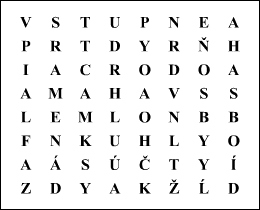 V S T U P N E A
P R T D Y R Ň H
I A C R O D O A
A M A H A V S S
L E M L O N B B
F N K U H L Y O
A Á S Ú Č T Y Í
Z D Y A K Ž Ĺ D